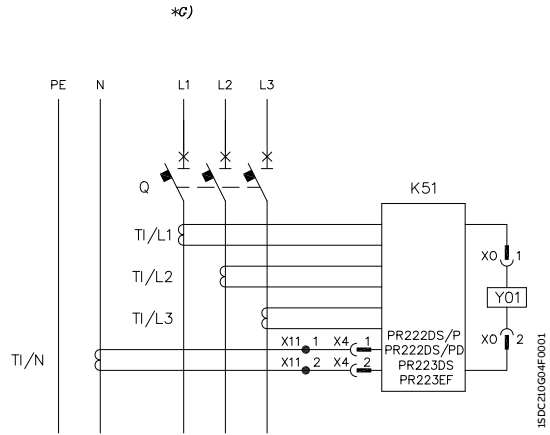 *G)
PE N L1 L2 L3
Q
K51
TI/L1
X0 1
TI/L2
Y01
TI/L3
X0 2
X11 1 X4 1
PR222DS/P
PR222DS/PD
TI/N
X11 2 X4 2
PR223DS
PR223EF
1SDC210G04F0001